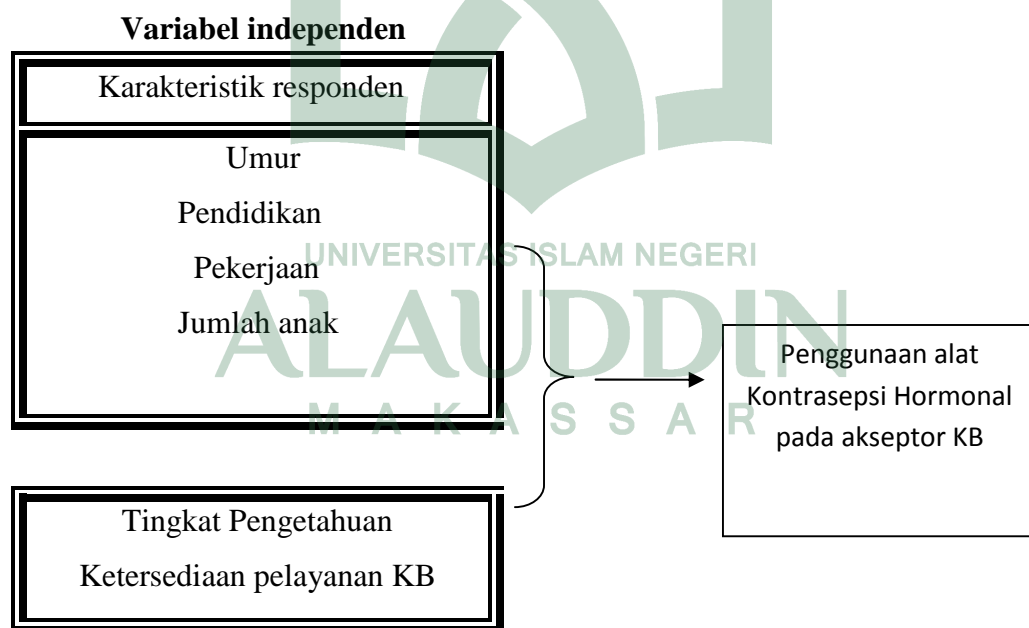 Variabel independen
Karakteristik responden
Umur
Pendidikan
Pekerjaan
Jumlah anak
Tingkat Pengetahuan
Ketersediaan pelayanan KB
Penggunaan alat
Kontrasepsi Hormonal
pada akseptor KB
UNIVERSITAS ISLAM NEGERI
ALAUDDIN
MAKASSAR